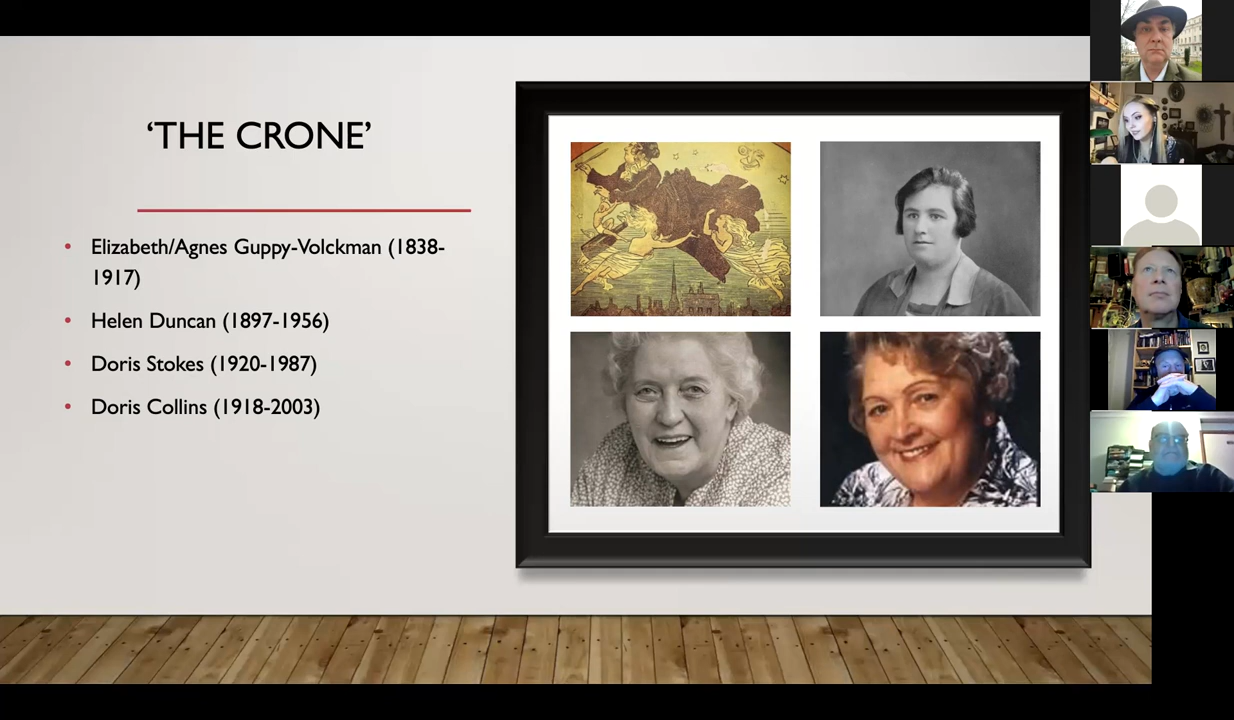 ‘THE CRONE’
• Elizabeth/Agnes Guppy-Volckman (1838-
1917)
• Helen Duncan (1897-1956)
• Doris Stokes (1920-1987)
• Doris Collins (1918-2003)